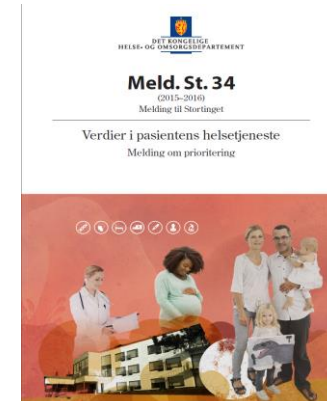 DET KONGELIGE
HELSE- OG OMSORGSDEPARTEMENT
Meld. St. 34
(2015–2016)
Melding til Stortinget
Verdier i pasientens helsetjeneste
Melding om prioritering